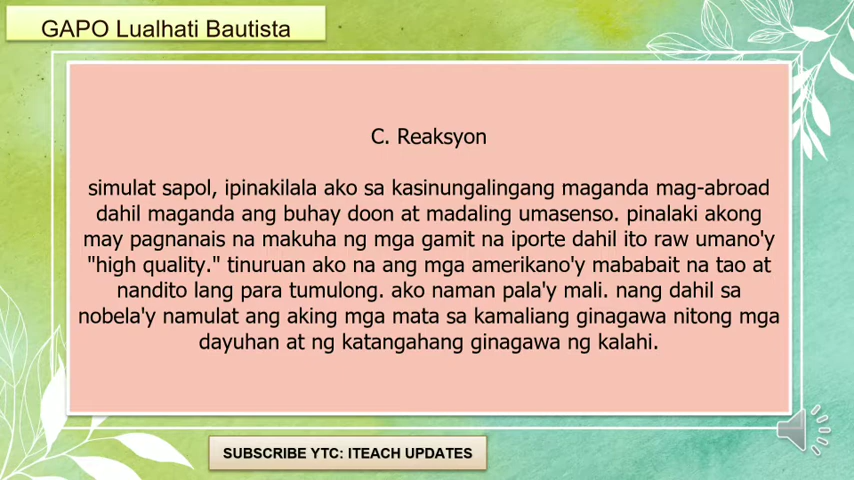 GAPO Lualhati Bautista
C. Reaksyon
simulat sapol, ipinakilala ako sa kasinungalingang maganda mag-abroad
dahil maganda ang buhay doon at madaling umasenso. pinalaki akong
may pagnanais na makuha ng mga gamit na iporte dahil ito raw umano'y
"high quality." tinuruan ako na ang mga amerikano'y mababait na tao at
nandito lang para tumulong. ako naman pala'y mali. nang dahil sa
nobela'y namulat ang aking mga mata sa kamaliang ginagawa nitong mga
dayuhan at ng katangahang ginagawa ng kalahi.
SUBSCRIBE YTC: ITEACH UPDATES